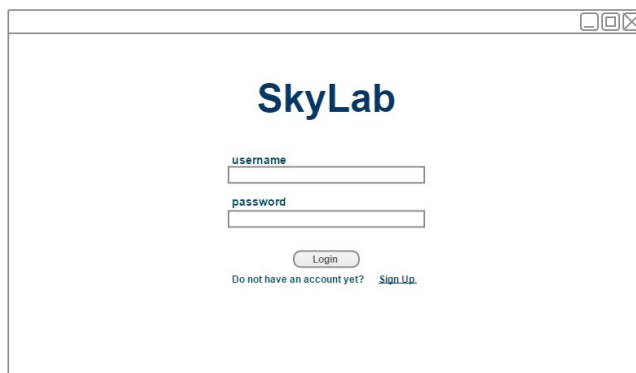 SkyLab
username
password
Login
Do not have an account yet? Sign Up